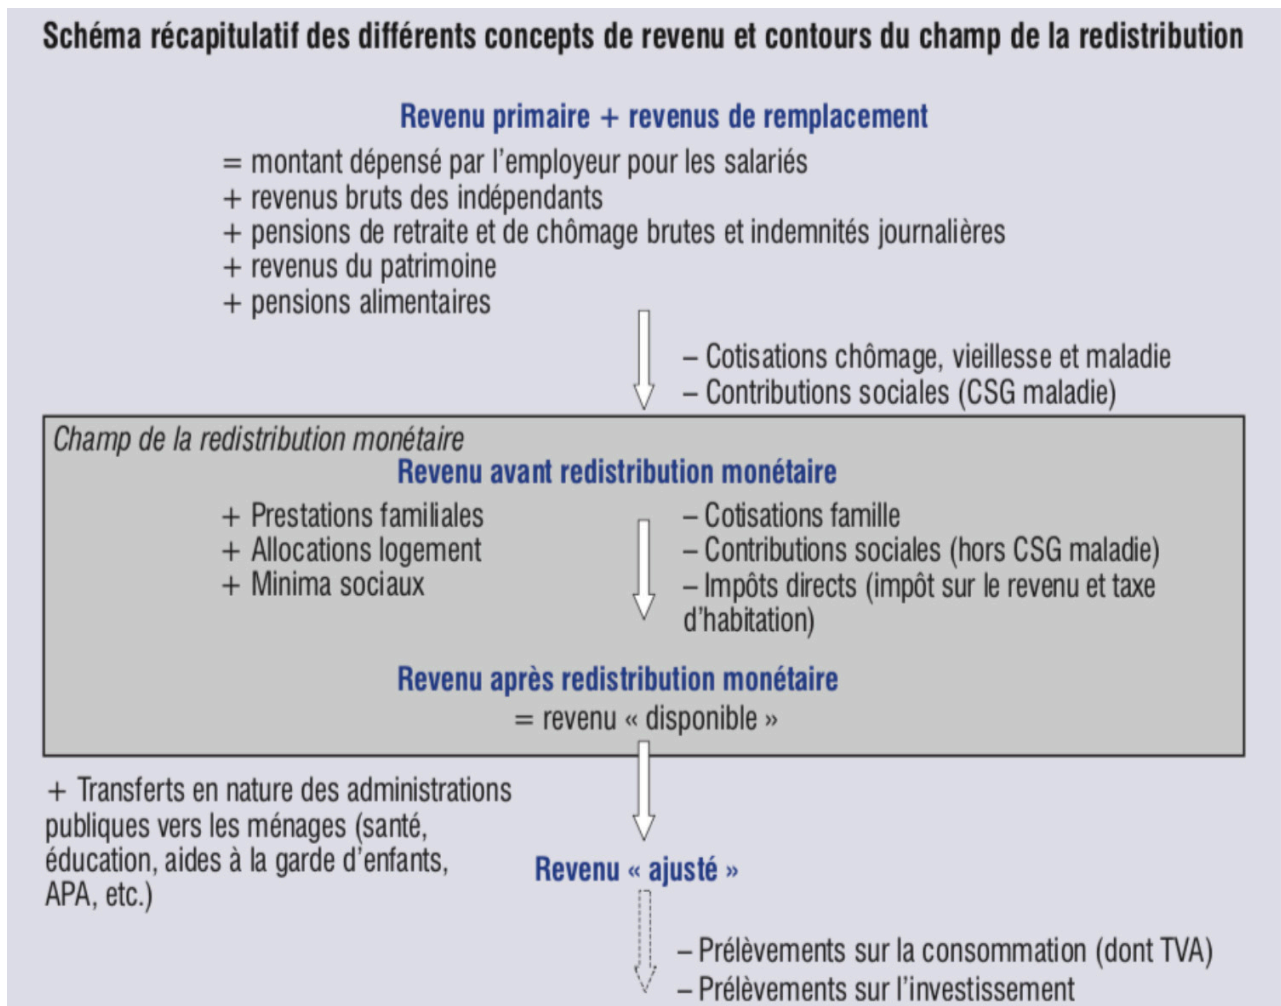 Schéma récapitulatif des différents concepts de revenu et contours du champ de la redistribution
Revenu primaire + revenus de remplacement
= montant dépensé par l'employeur pour les salariés
+ revenus bruts des indépendants
+ pensions de retraite et de chômage brutes et indemnités journalières
+ revenus du patrimoine
+ pensions alimentaires
– Cotisations chômage, vieillesse et maladie
– Contributions sociales (CSG maladie)
Champ de la redistribution monétaire
Revenu avant redistribution monétaire
+ Prestations familiales
+ Allocations logement
+ Minima sociaux
– Cotisations famille
– Contributions sociales (hors CSG maladie)
– Impôts directs (impôt sur le revenu et taxe
d'habitation)
Revenu après redistribution monétaire
= revenu « disponible »
+ Transferts en nature des administrations
publiques vers les ménages (santé,
éducation, aides à la garde d'enfants,
APA, etc.)
Revenu « ajusté »
– Prélèvements sur la consommation (dont TVA)
– Prélèvements sur l'investissement